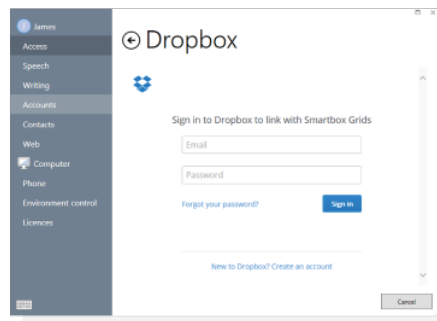 James
Access
Speech
Writing
Accounts
Contacts
Web
Computer
Phone
Environment control
Licences
Dropbox
Sign in to Dropbox to link with Smartbox Grids
Email
Password
Forgot your password?
Sign in
New to Dropbox? Create an account
Cancel